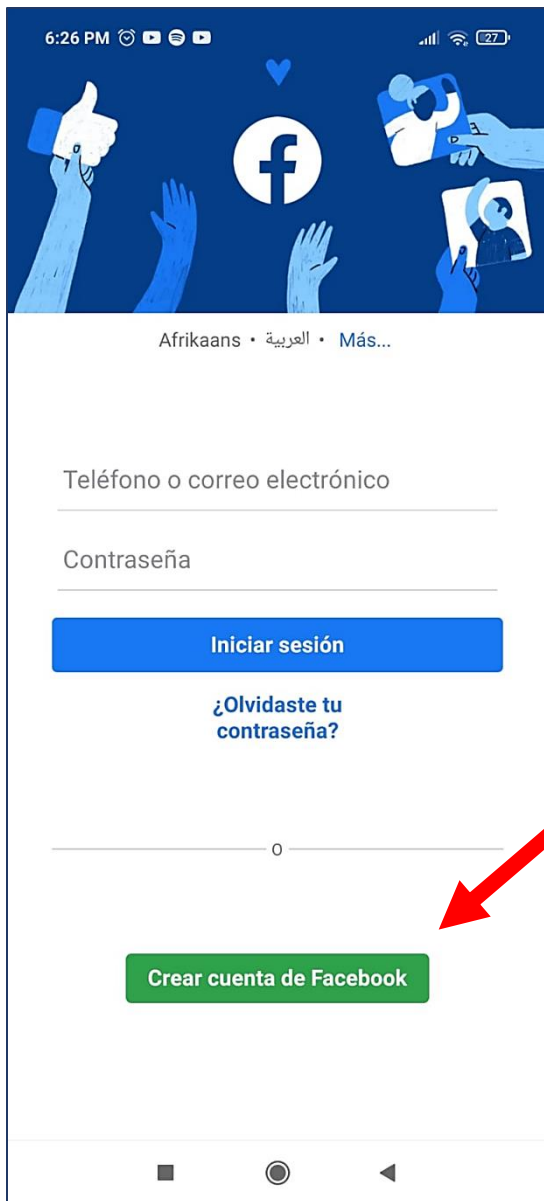 6:26 PM 27
f
Afrikaans • العربية • Más...
Teléfono o correo electrónico
Contraseña
Iniciar sesión
¿Olvidaste tu
contraseña?
o
Crear cuenta de Facebook